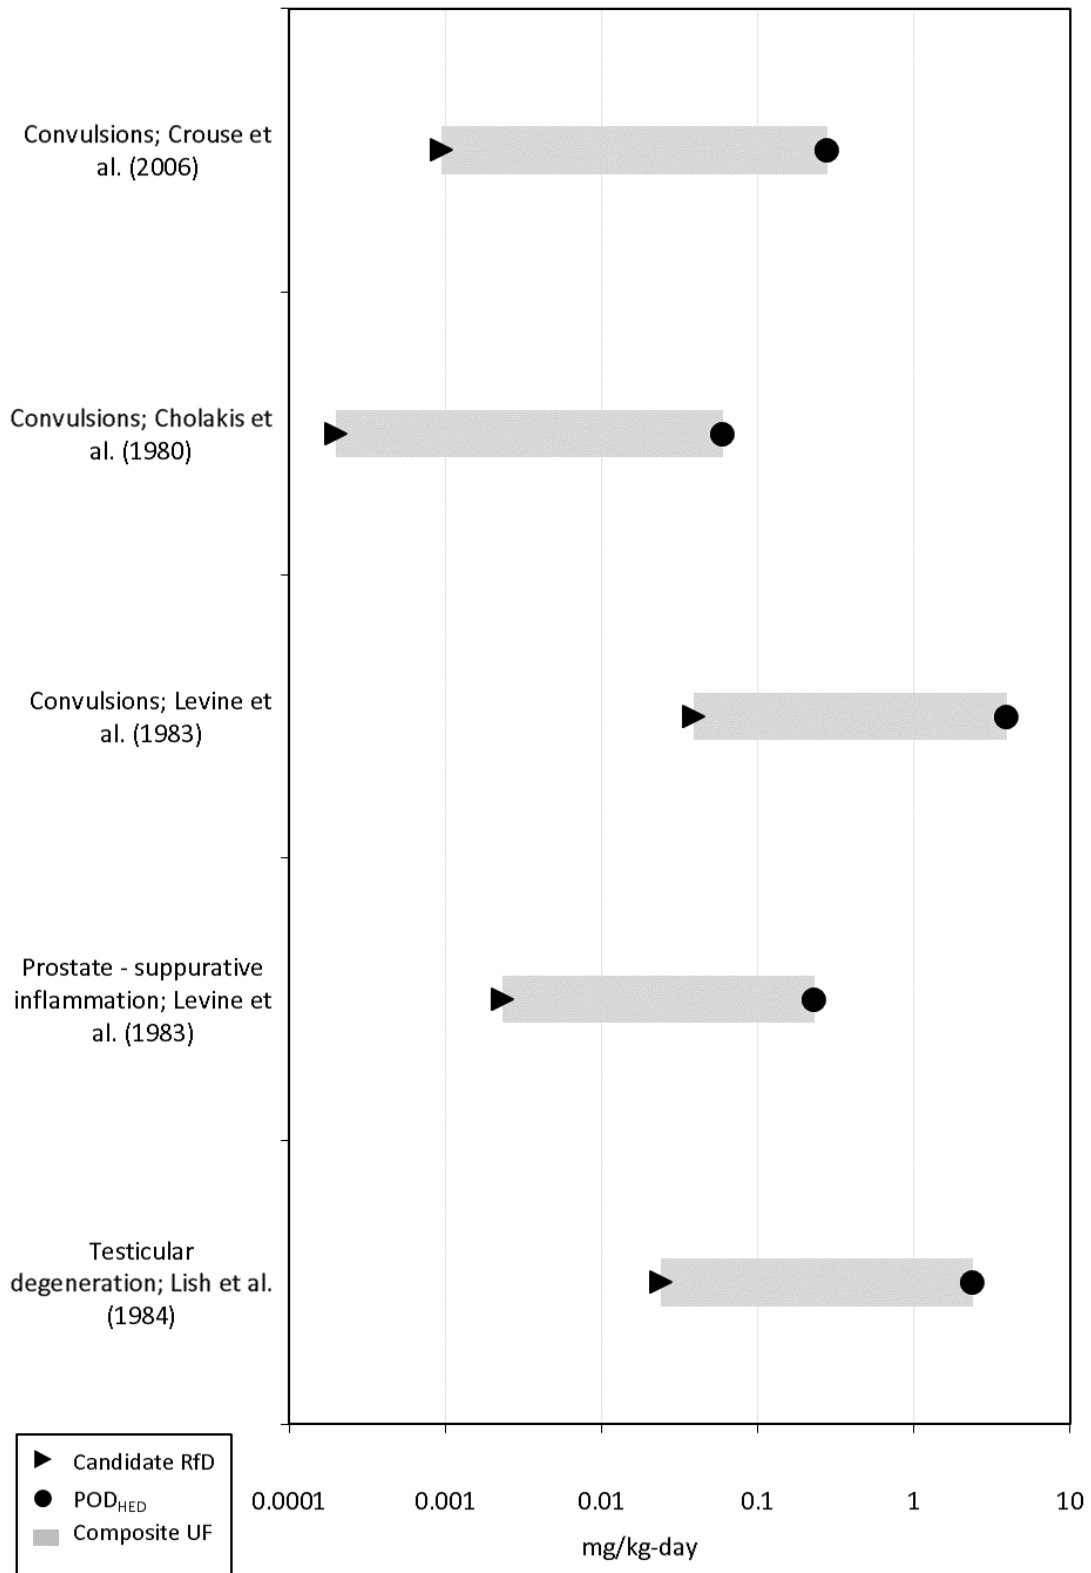 Convulsions; Crouse et
al. (2006)
Convulsions; Cholakis et
al. (1980)
Convulsions; Levine et
al. (1983)
Prostate - suppurative
inflammation; Levine et
al. (1983)
Testicular
degeneration; Lish et al.
(1984)
Candidate RfD
PODHED
Composite UF
0.0001 0.001 0.01 0.1 1 10
mg/kg-day